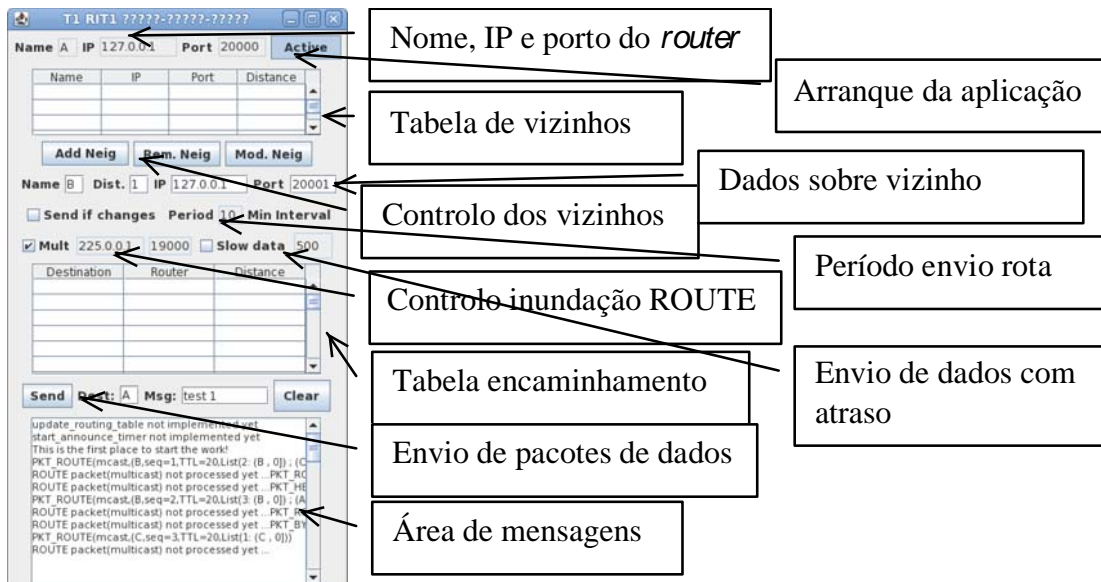 T1 RIT1 ?????-?????-?????
Name A IP 127.0.0.1 Port 20000 Active
Name IP Port Distance
Add Neig Rem. Neig Mod. Neig
Name B Dist. 1 IP 127.0.0.1 Port 20001
Send if changes Period 10 Min Interval
Mult 225.0.0.1 19000 Slow data 500
Destination Router Distance
Send Dest: A Msg: test 1 Clear
update_routing_table not implemented yet
start_announce_timer not implemented yet
This is the first place to start the work!
PKT_ROUTE(mcast,(B,seq=1,TTL=20,List(2: (B , 0]) ; (C
ROUTE packet(multicast) not processed yet ...PKT_RO
ROUTE packet(multicast) not processed yet ...PKT_HE
PKT_ROUTE(mcast,(B,seq=2,TTL=20,List(3: (B , 0]) ; (A
ROUTE packet(multicast) not processed yet ...PKT_R
ROUTE packet(multicast) not processed yet ...PKT_BY
PKT_ROUTE(mcast,(C,seq=3,TTL=20,List(1: (C , 0]))
ROUTE packet(multicast) not processed yet ...
Nome, IP e porto do router
Arranque da aplicação
Tabela de vizinhos
Dados sobre vizinho
Controlo dos vizinhos
Período envio rota
Controlo inundação ROUTE
Envio de dados com
atraso
Tabela encaminhamento
Envio de pacotes de dados
Área de mensagens